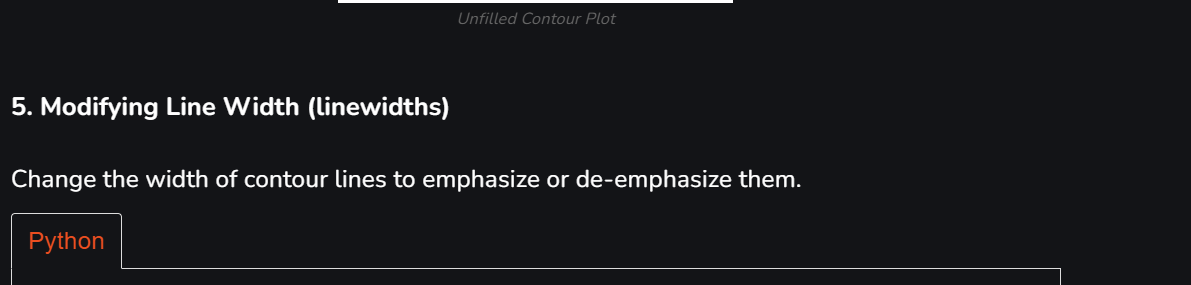 Unfilled Contour Plot
5. Modifying Line Width (linewidths)
Change the width of contour lines to emphasize or de-emphasize them.
Python